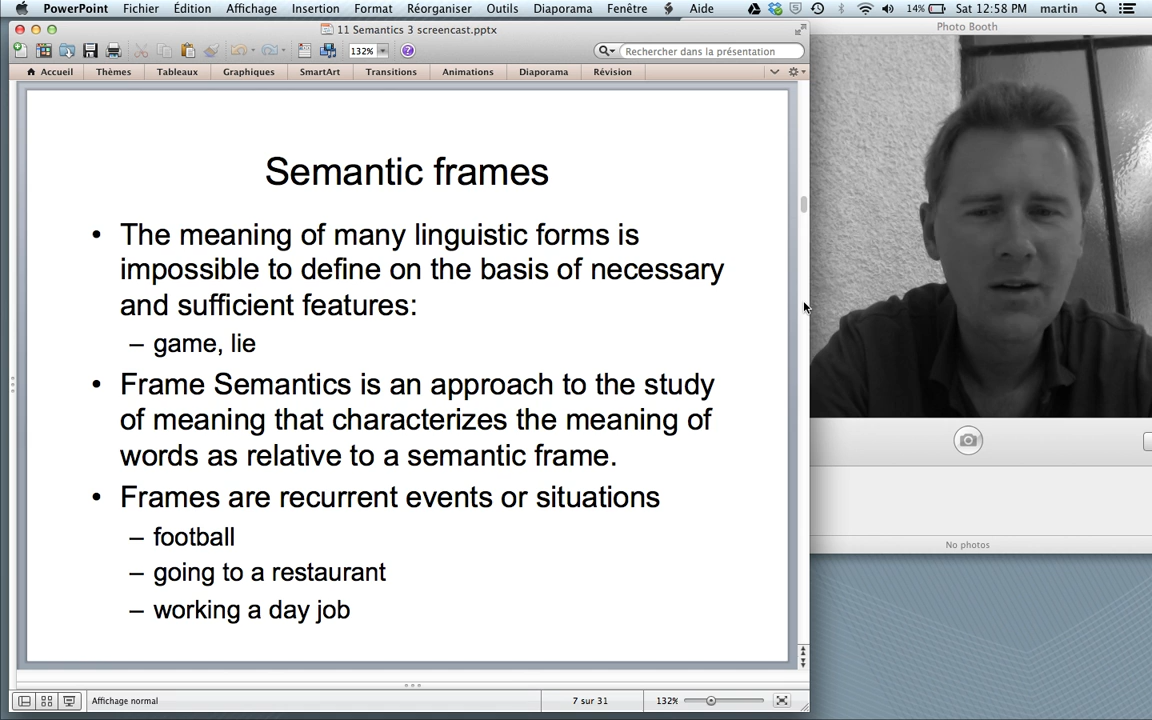 PowerPoint Fichier Édition Affichage Insertion Format Réorganiser Outils Diaporama Fenêtre Aide 14% Sat 12:58 PM martin
11 Semantics 3 screencast.pptx
Photo Booth
132% Rechercher dans la présentation
Accueil Thèmes Tableaux Graphiques SmartArt Transitions Animations Diaporama Révision
Semantic frames
• The meaning of many linguistic forms is
impossible to define on the basis of necessary
and sufficient features:
– game, lie
• Frame Semantics is an approach to the study
of meaning that characterizes the meaning of
words as relative to a semantic frame.
• Frames are recurrent events or situations
– football
– going to a restaurant
– working a day job
No photos
Affichage normal 7 sur 31 132%